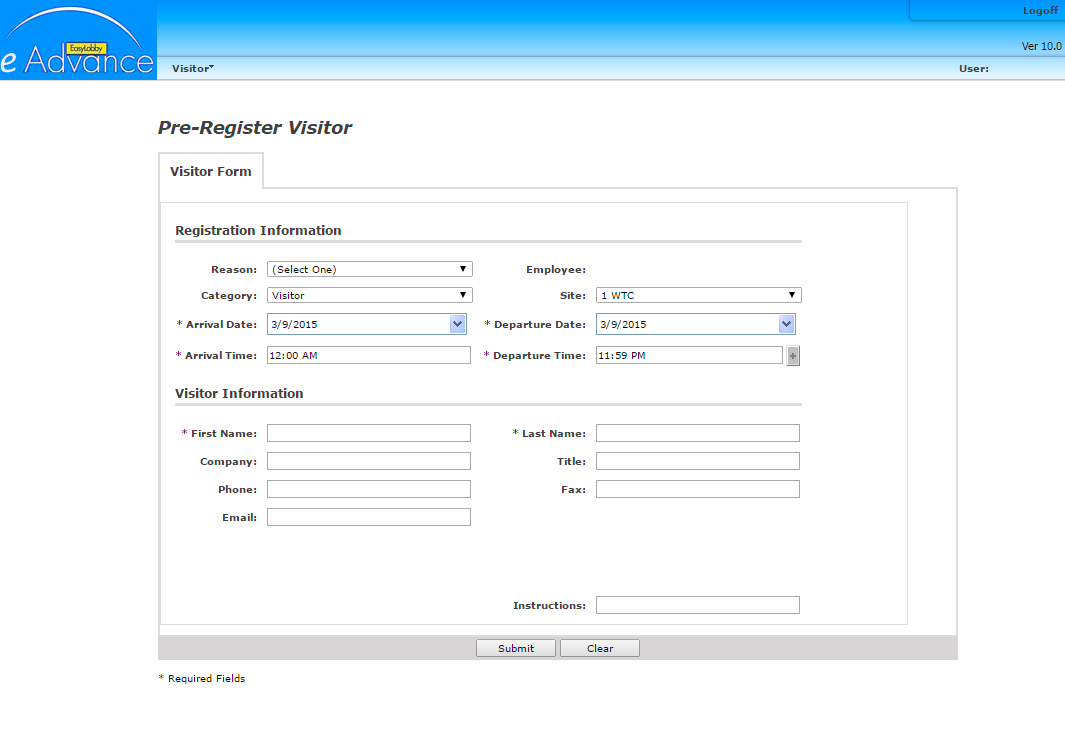 Logoff
EasyLobby
e Advance
Ver 10.0
Visitor
User:
Pre-Register Visitor
Visitor Form
Registration Information
Reason: (Select One) Employee:
Category: Visitor Site: 1 WTC
* Arrival Date: 3/9/2015 * Departure Date: 3/9/2015
* Arrival Time: 12:00 AM * Departure Time: 11:59 PM +
Visitor Information
* First Name: * Last Name:
Company: Title:
Phone: Fax:
Email:
Instructions:
Submit Clear
* Required Fields